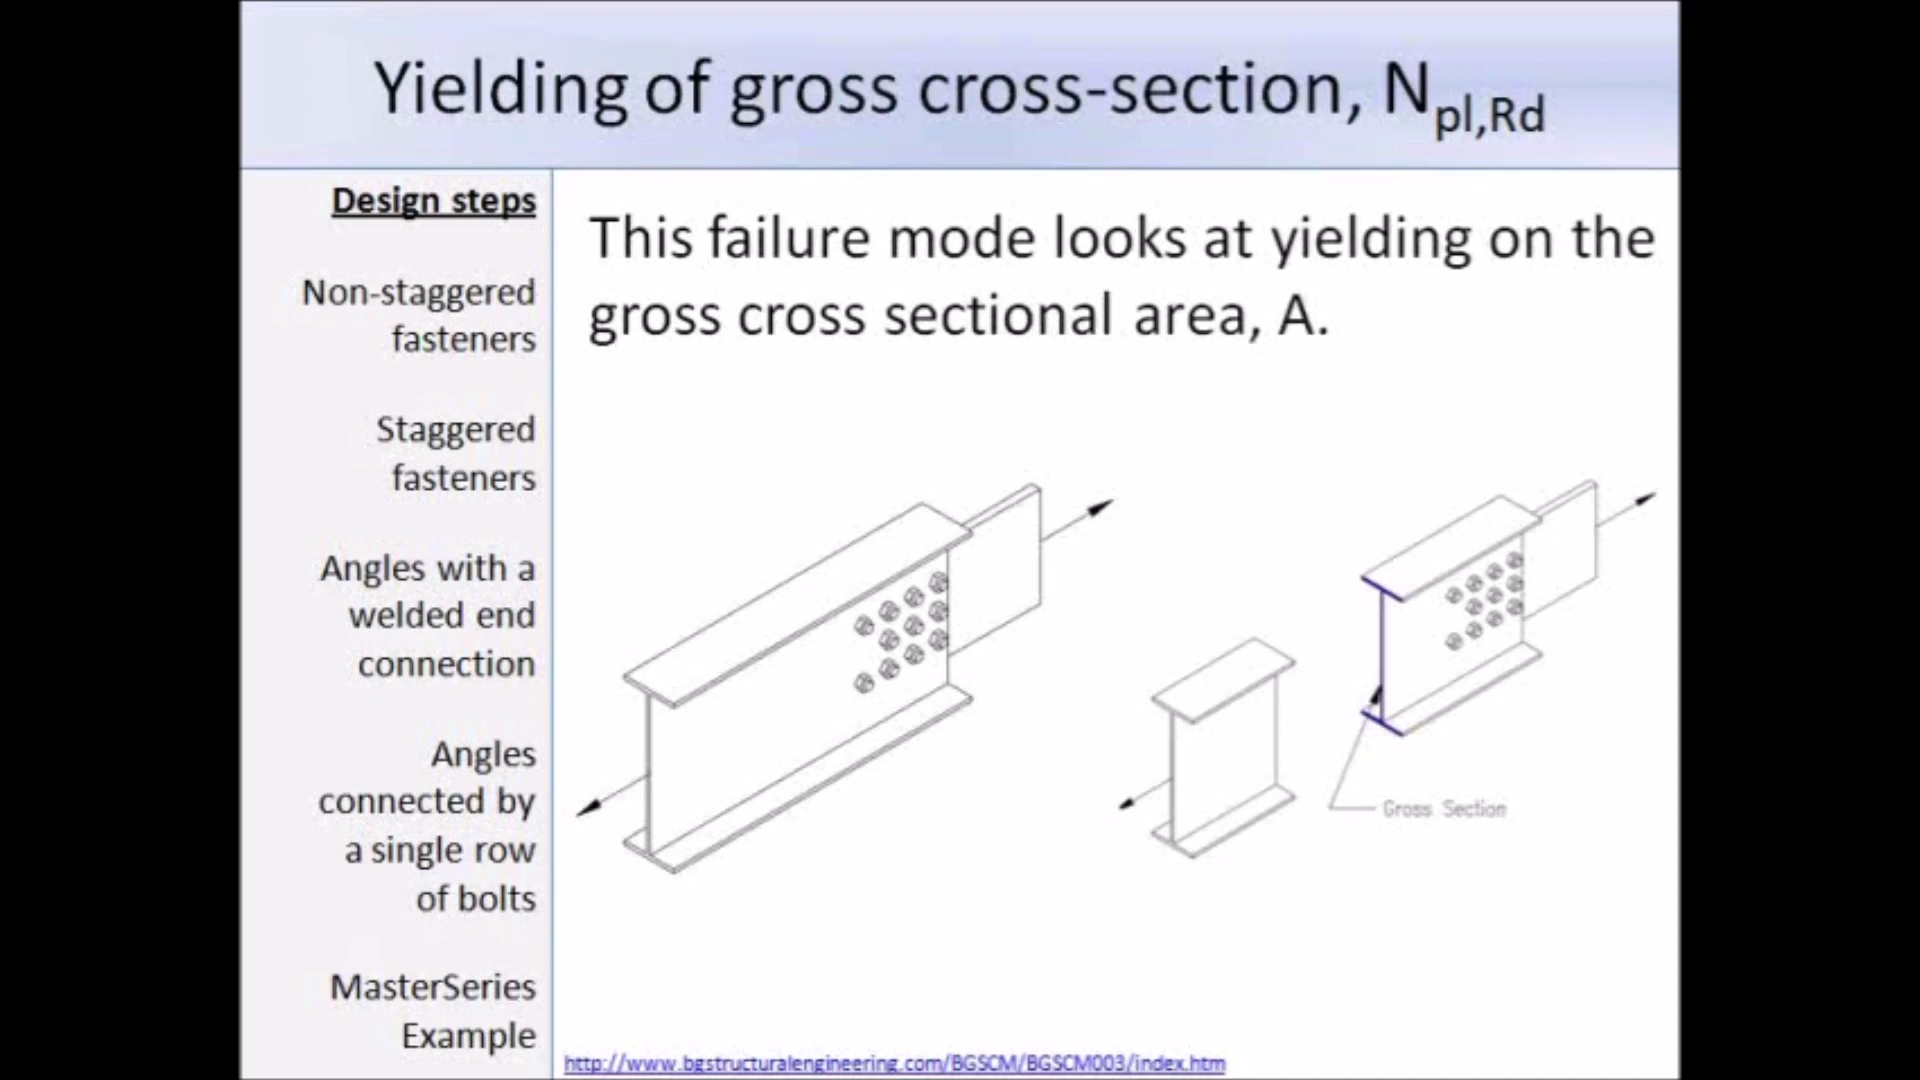 Yielding of gross cross-section, Npl,Rd
Design steps
Non-staggered
fasteners
Staggered
fasteners
Angles with a
welded end
connection
Angles
connected by
a single row
of bolts
MasterSeries
Example
This failure mode looks at yielding on the
gross cross sectional area, A.
Gross Section
http://www.bgstructuralengineering.com/BGSCM/BGSCM003/index.htm